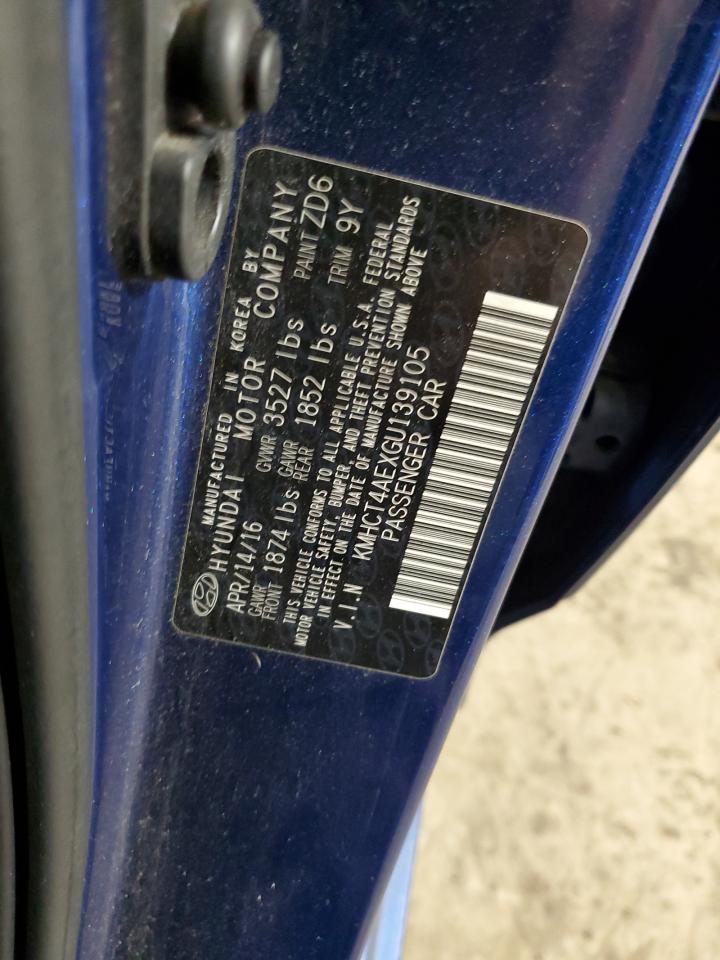 MANUFACTURED IN KOREA BY
HYUNDAI MOTOR COMPANY
APR/14/16 GVWR 3527 lbs PAINT ZD6
GAWR FRONT 1874 lbs GAWR REAR 1852 lbs TRIM 9Y
THIS VEHICLE CONFORMS TO ALL APPLICABLE U.S.A. FEDERAL
MOTOR VEHICLE SAFETY, BUMPER, AND THEFT PREVENTION STANDARDS
IN EFFECT ON THE DATE OF MANUFACTURE SHOWN ABOVE
V.I.N KMHCT4AEXGU139105
PASSENGER CAR